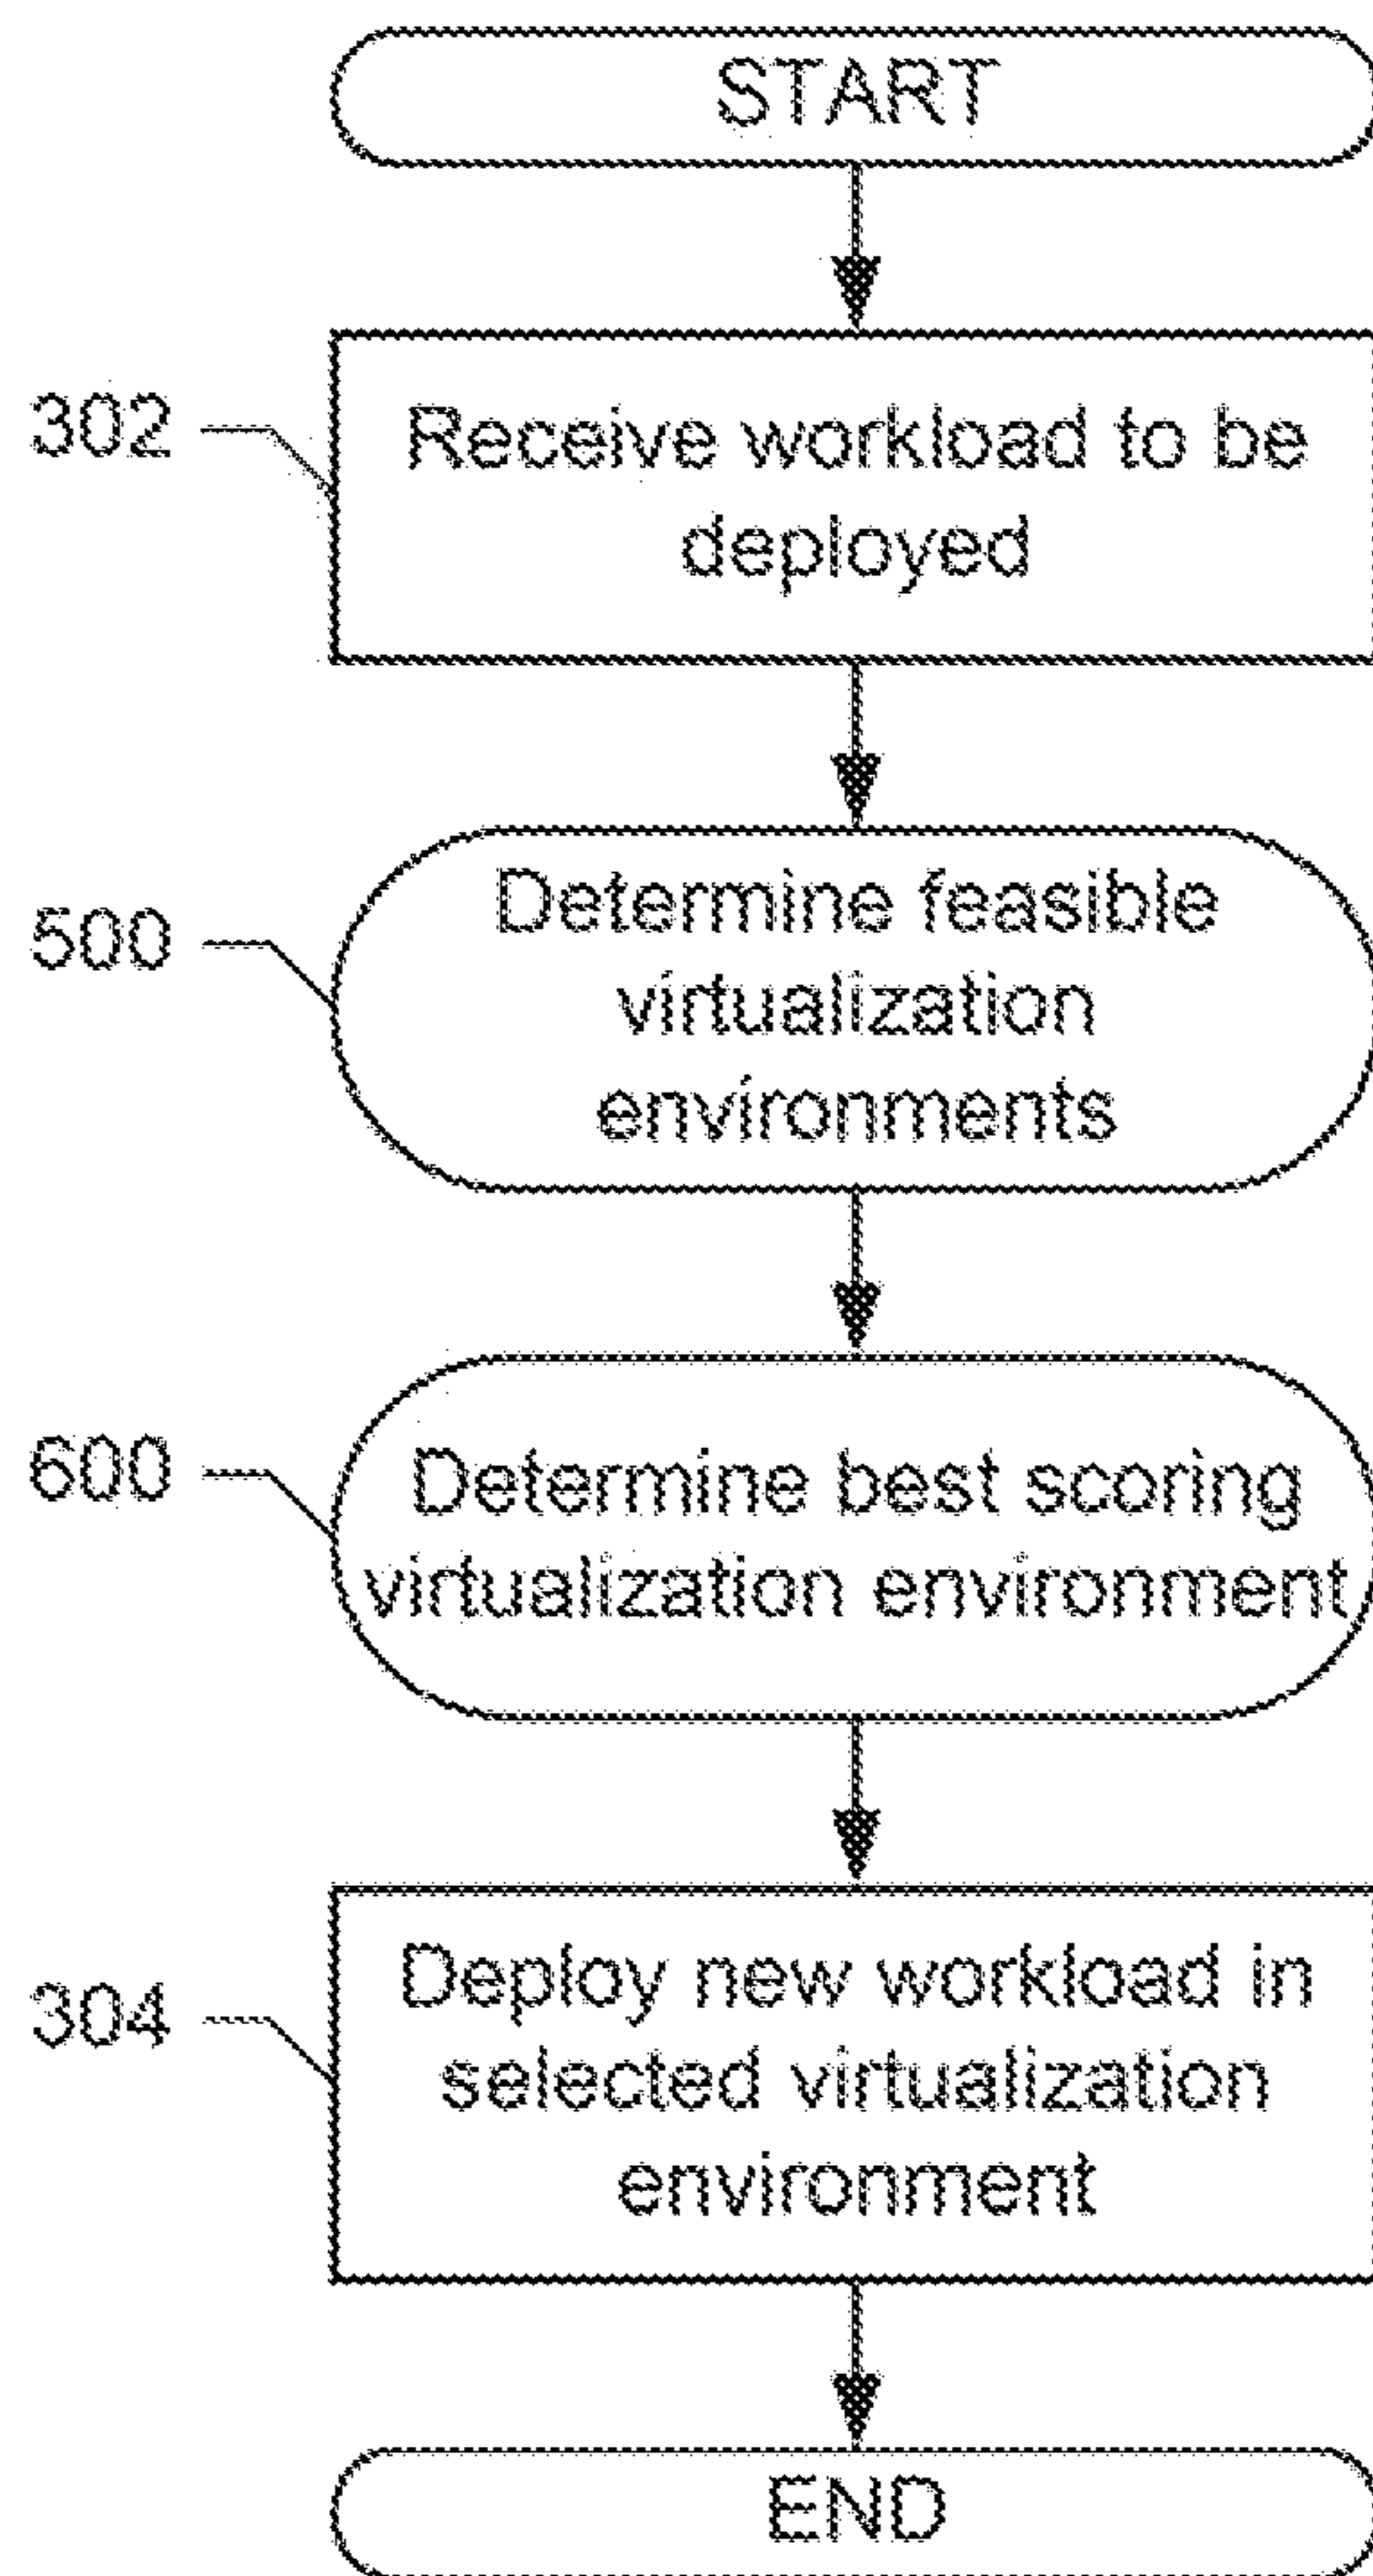 START
302
Receive workload to be
deployed
500
Determine feasible
virtualization
environments
600
Determine best scoring
virtualization environment
304
Deploy new workload in
selected virtualization
environment
END